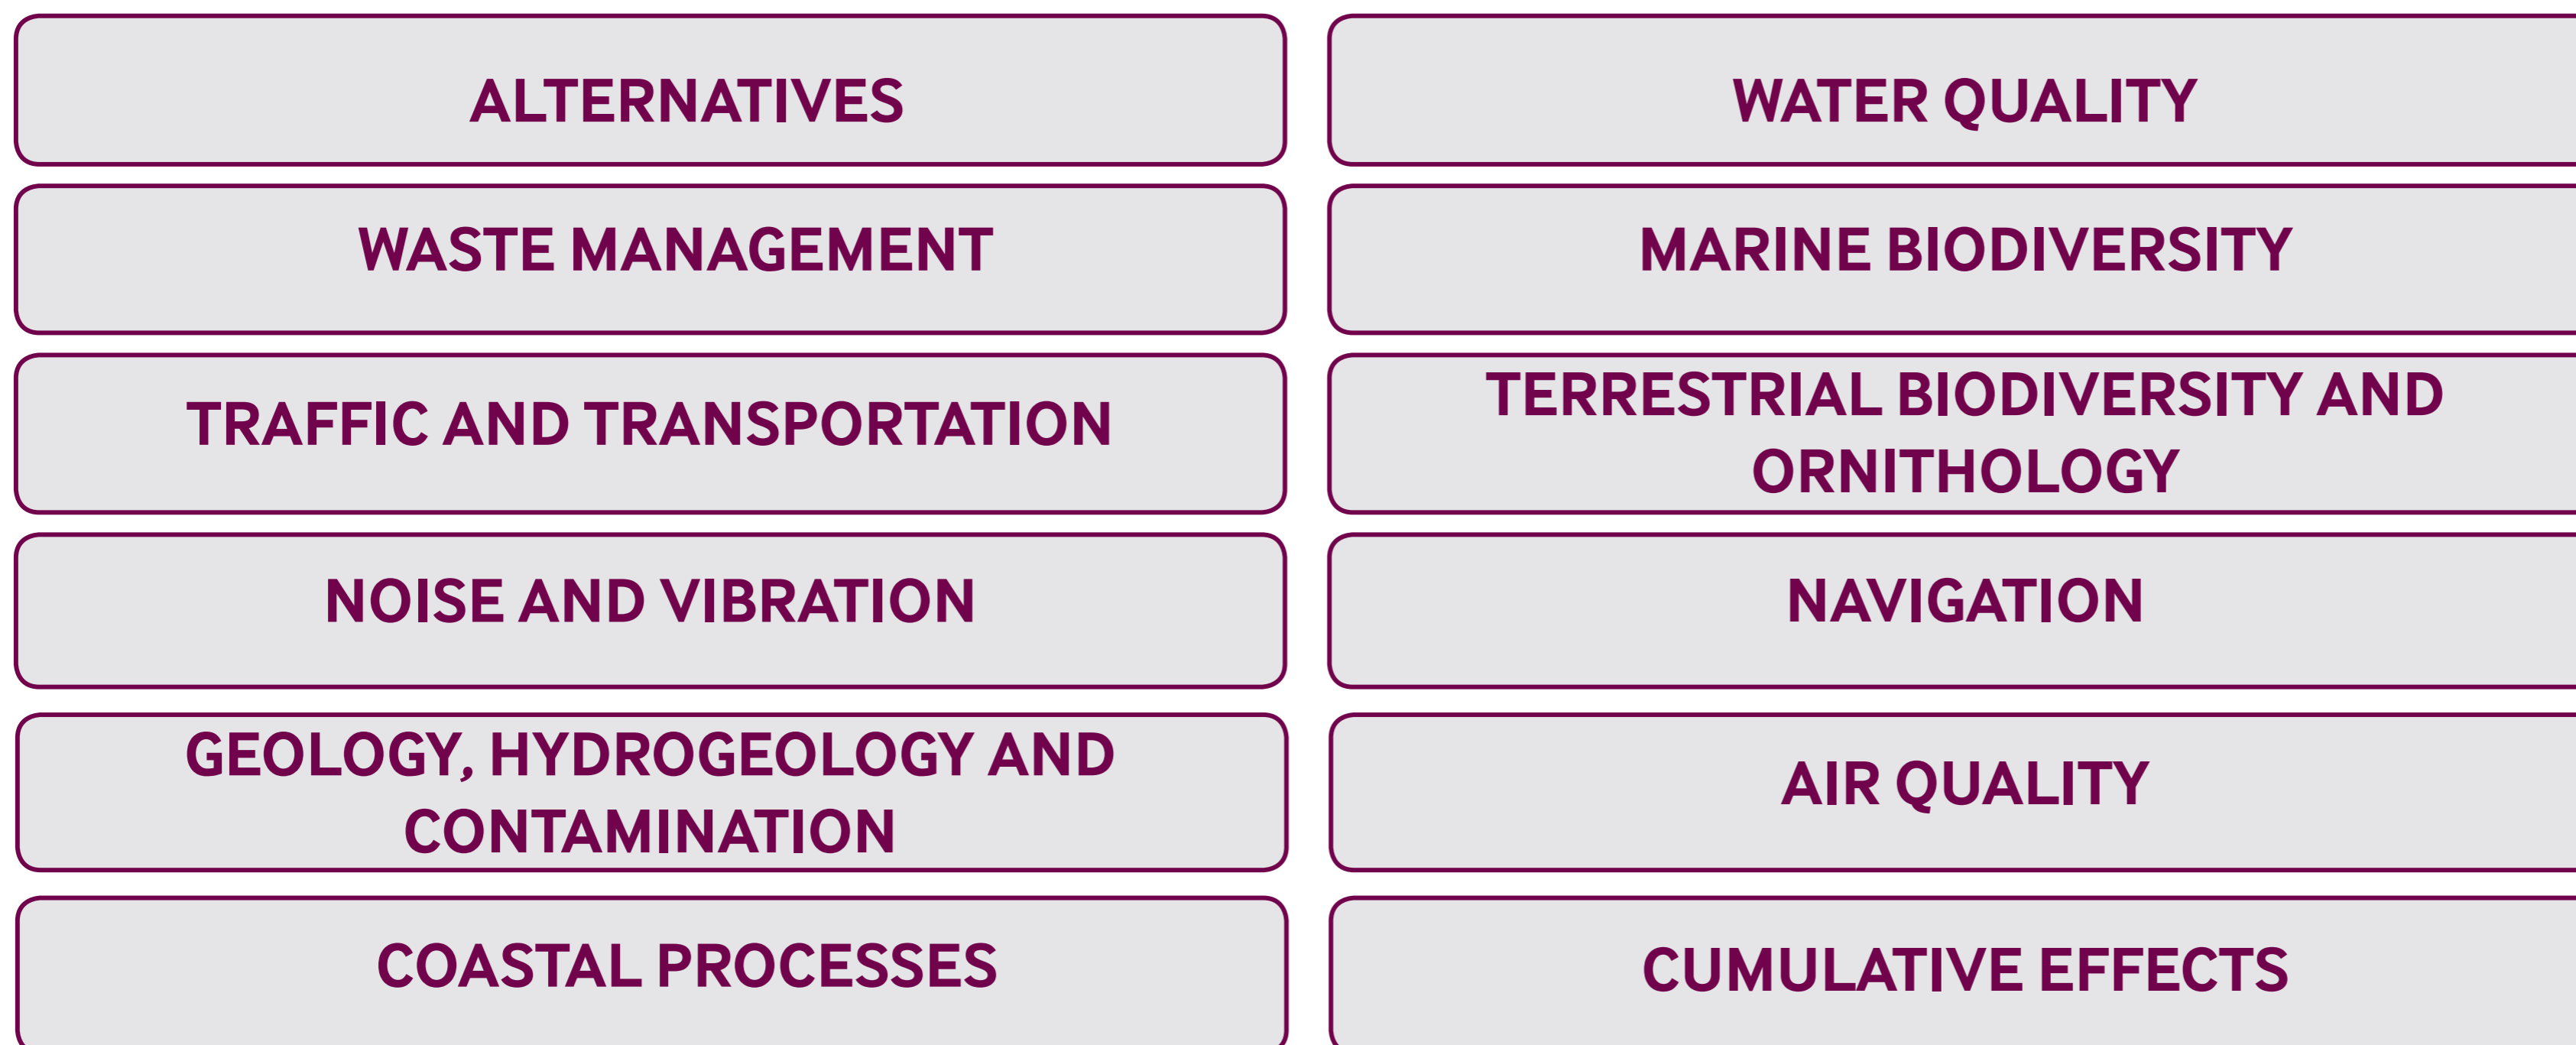 ALTERNATIVES
WATER QUALITY
WASTE MANAGEMENT
MARINE BIODIVERSITY
TRAFFIC AND TRANSPORTATION
TERRESTRIAL BIODIVERSITY AND
ORNITHOLOGY
NOISE AND VIBRATION
NAVIGATION
GEOLOGY, HYDROGEOLOGY AND
CONTAMINATION
AIR QUALITY
COASTAL PROCESSES
CUMULATIVE EFFECTS